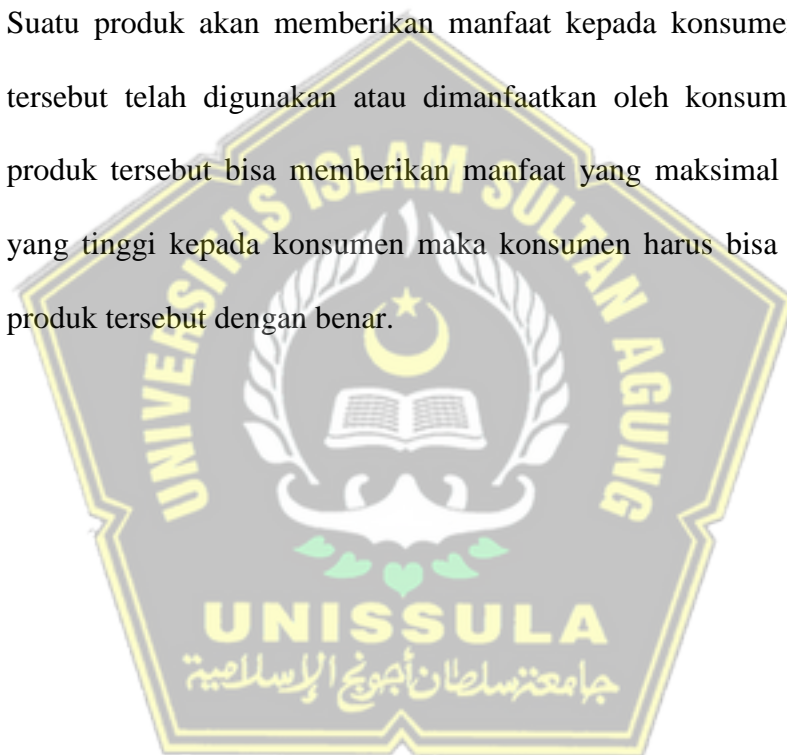 Suatu produk akan memberikan manfaat kepada konsume
tersebut telah digunakan atau dimanfaatkan oleh konsum
produk tersebut bisa memberikan manfaat yang maksimal
yang tinggi kepada konsumen maka konsumen harus bisa
produk tersebut dengan benar.
UNIVERSITAS ISLAM SULTAN AGUNG
UNISSULA
جامعة سلطان أجونج الإسلامية